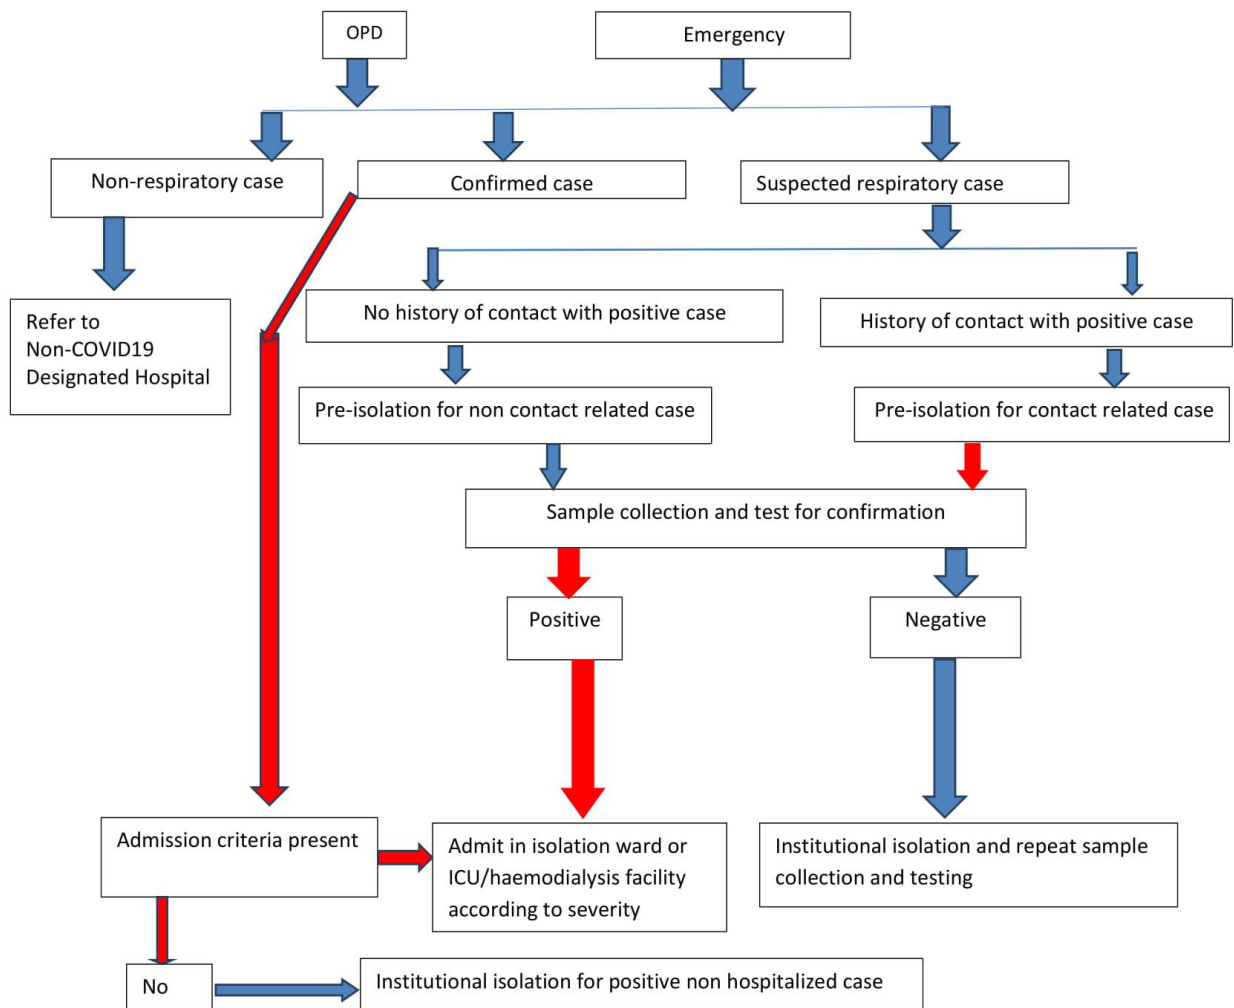 OPD
Emergency
Non-respiratory case
Confirmed case
Suspected respiratory case
Refer to
Non-COVID19
Designated Hospital
No history of contact with positive case
History of contact with positive case
Pre-isolation for non contact related case
Pre-isolation for contact related case
Sample collection and test for confirmation
Positive
Negative
Admission criteria present
Admit in isolation ward or
ICU/haemodialysis facility
according to severity
Institutional isolation and repeat sample
collection and testing
No
Institutional isolation for positive non hospitalized case